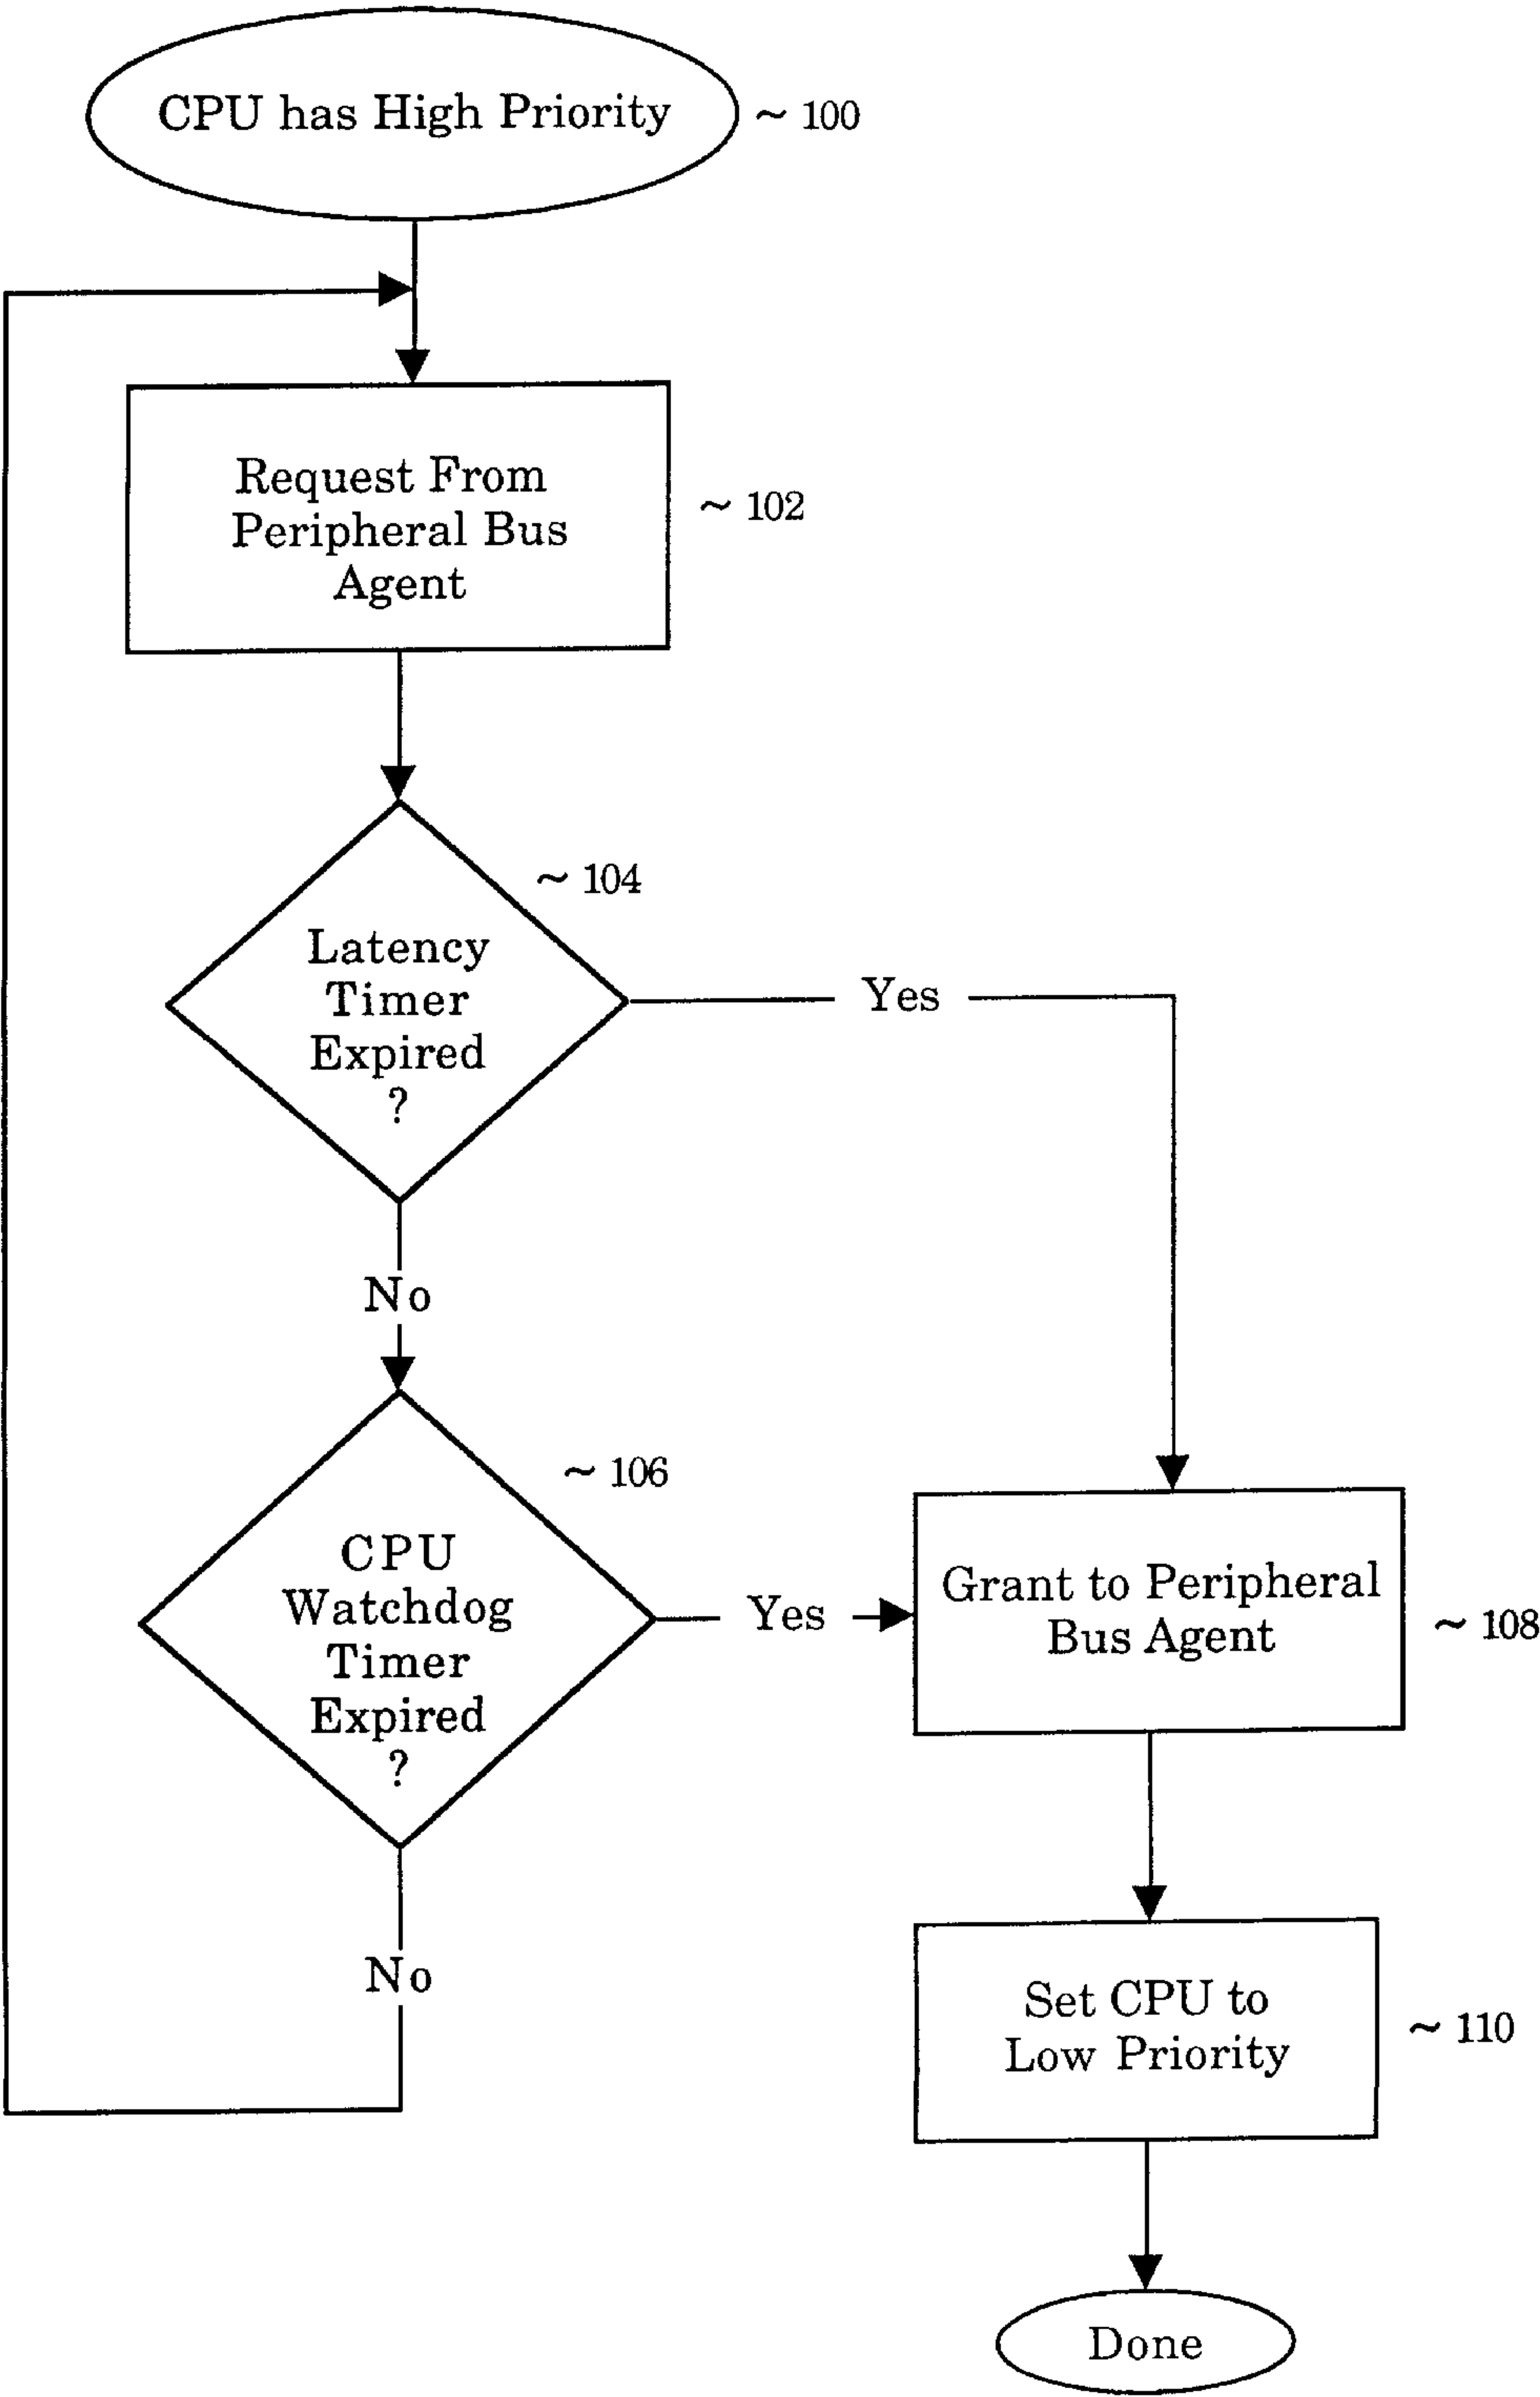 CPU has High Priority ~ 100
Request From
Peripheral Bus
Agent
~ 102
~ 104
Latency
Timer
Expired
?
Yes
No
~ 106
CPU
Watchdog
Timer
Expired
?
Yes
Grant to Peripheral
Bus Agent
~ 108
No
Set CPU to
Low Priority
~ 110
Done